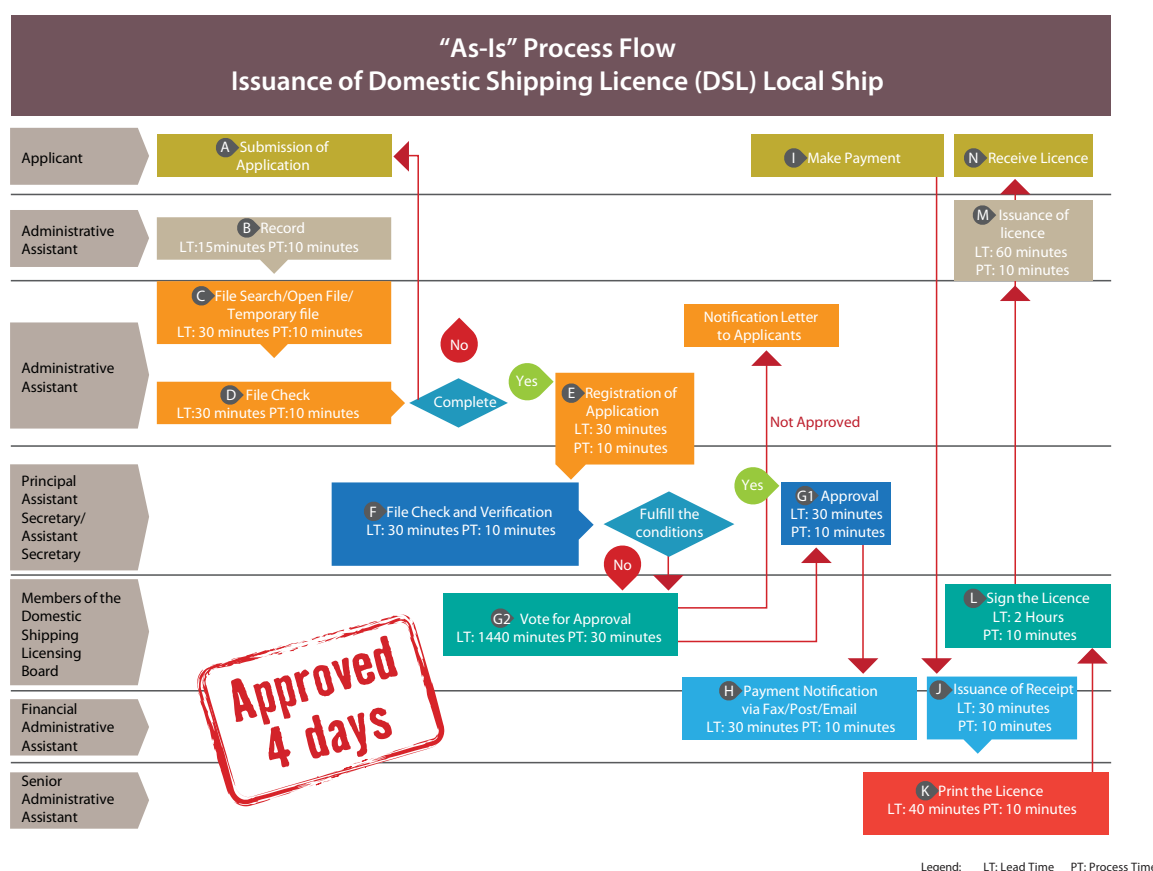 “As-Is” Process Flow
Issuance of Domestic Shipping Licence (DSL) Local Ship
Applicant
A Submission of
Application
I Make Payment
N Receive Licence
Administrative
Assistant
B Record
LT:15minutes PT:10 minutes
M Issuance of
licence
LT: 60 minutes
PT: 10 minutes
Administrative
Assistant
C File Search/Open File/
Temporary file
LT: 30 minutes PT:10 minutes
D File Check
LT:30 minutes PT:10 minutes
No
Complete
Yes
E Registration of
Application
LT: 30 minutes
PT: 10 minutes
Notification Letter
to Applicants
Not Approved
Principal
Assistant
Secretary/
Assistant
Secretary
F File Check and Verification
LT: 30 minutes PT: 10 minutes
Fulfill the
conditions
Yes
No
G1 Approval
LT: 30 minutes
PT: 10 minutes
Members of the
Domestic
Shipping
Licensing
Board
G2 Vote for Approval
LT: 1440 minutes PT: 30 minutes
L Sign the Licence
LT: 2 Hours
PT: 10 minutes
Approved
4 days
Financial
Administrative
Assistant
H Payment Notification
via Fax/Post/Email
LT: 30 minutes PT: 10 minutes
J Issuance of Receipt
LT: 30 minutes
PT: 10 minutes
Senior
Administrative
Assistant
K Print the Licence
LT: 40 minutes PT: 10 minutes
Legend: LT: Lead Time PT: Process Time